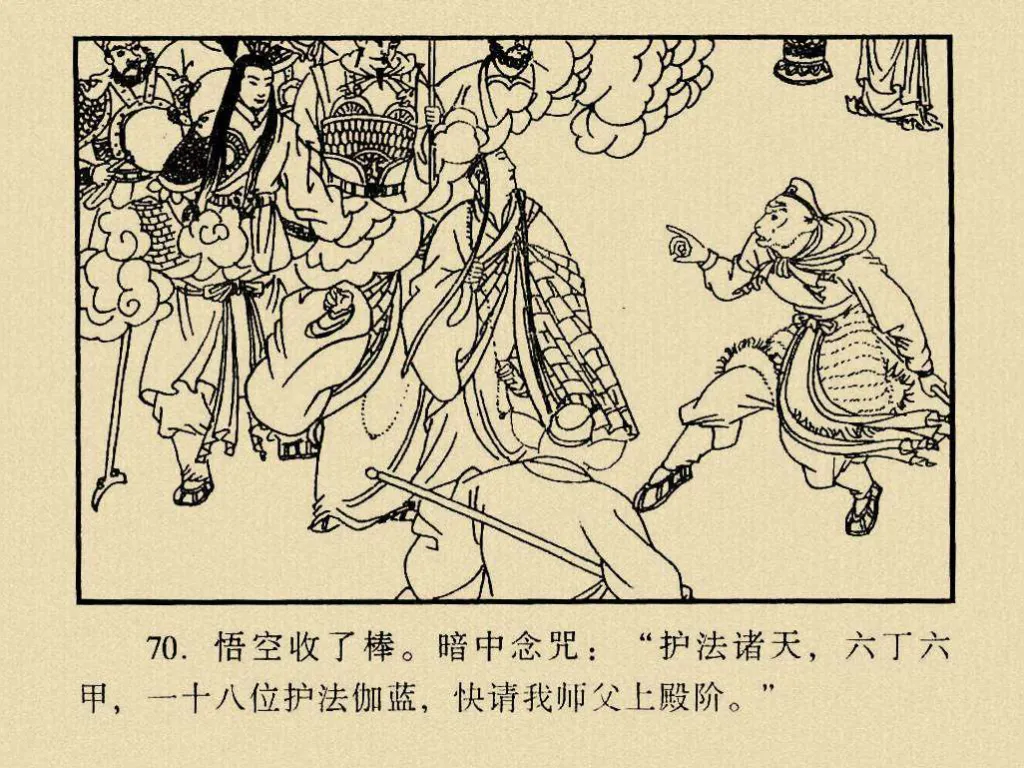 70. 悟空收了棒。暗中念咒：“护法诸天，六丁六
甲，一十八位护法伽蓝，快请我师父上殿阶。”